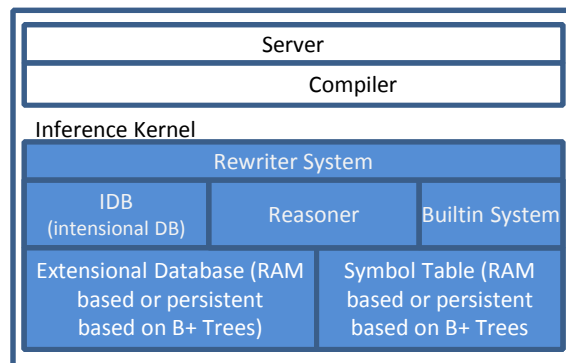 Server
Compiler
Inference Kernel
Rewriter System
IDB
(intensional DB)
Reasoner
Builtin System
Extensional Database (RAM
based or persistent
based on B+ Trees)
Symbol Table (RAM
based or persistent
based on B+ Trees